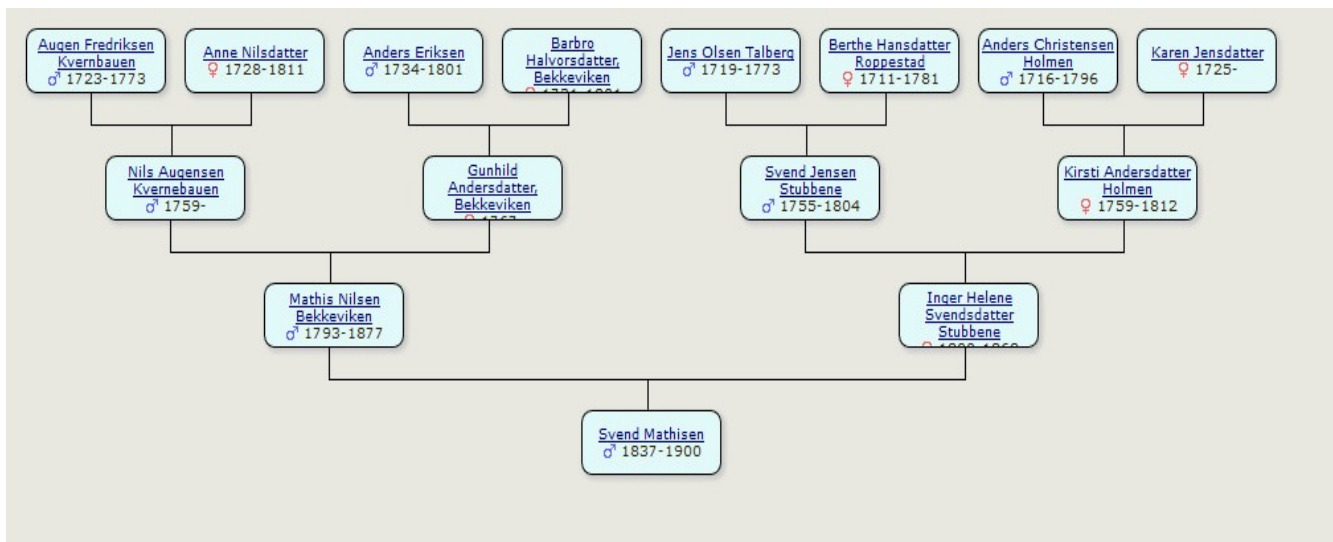 Augen Fredriksen
Kvernbauen
♂ 1723-1773
Anne Nilsdatter
♀ 1728-1811
Anders Eriksen
♂ 1734-1801
Barbro
Halvorsdatter,
Bekkeviken
Jens Olsen Talberg
♂ 1719-1773
Berthe Hansdatter
Roppestad
♀ 1711-1781
Anders Christensen
Holmen
♂ 1716-1796
Karen Jensdatter
♀ 1725-
Nils Augensen
Kvernebauen
♂ 1759-
Gunhild
Andersdatter,
Bekkeviken
Svend Jensen
Stubbene
♂ 1755-1804
Kirsti Andersdatter
Holmen
♀ 1759-1812
Mathis Nilsen
Bekkeviken
♂ 1793-1877
Inger Helene
Svendsdatter
Stubbene
Svend Mathisen
♂ 1837-1900